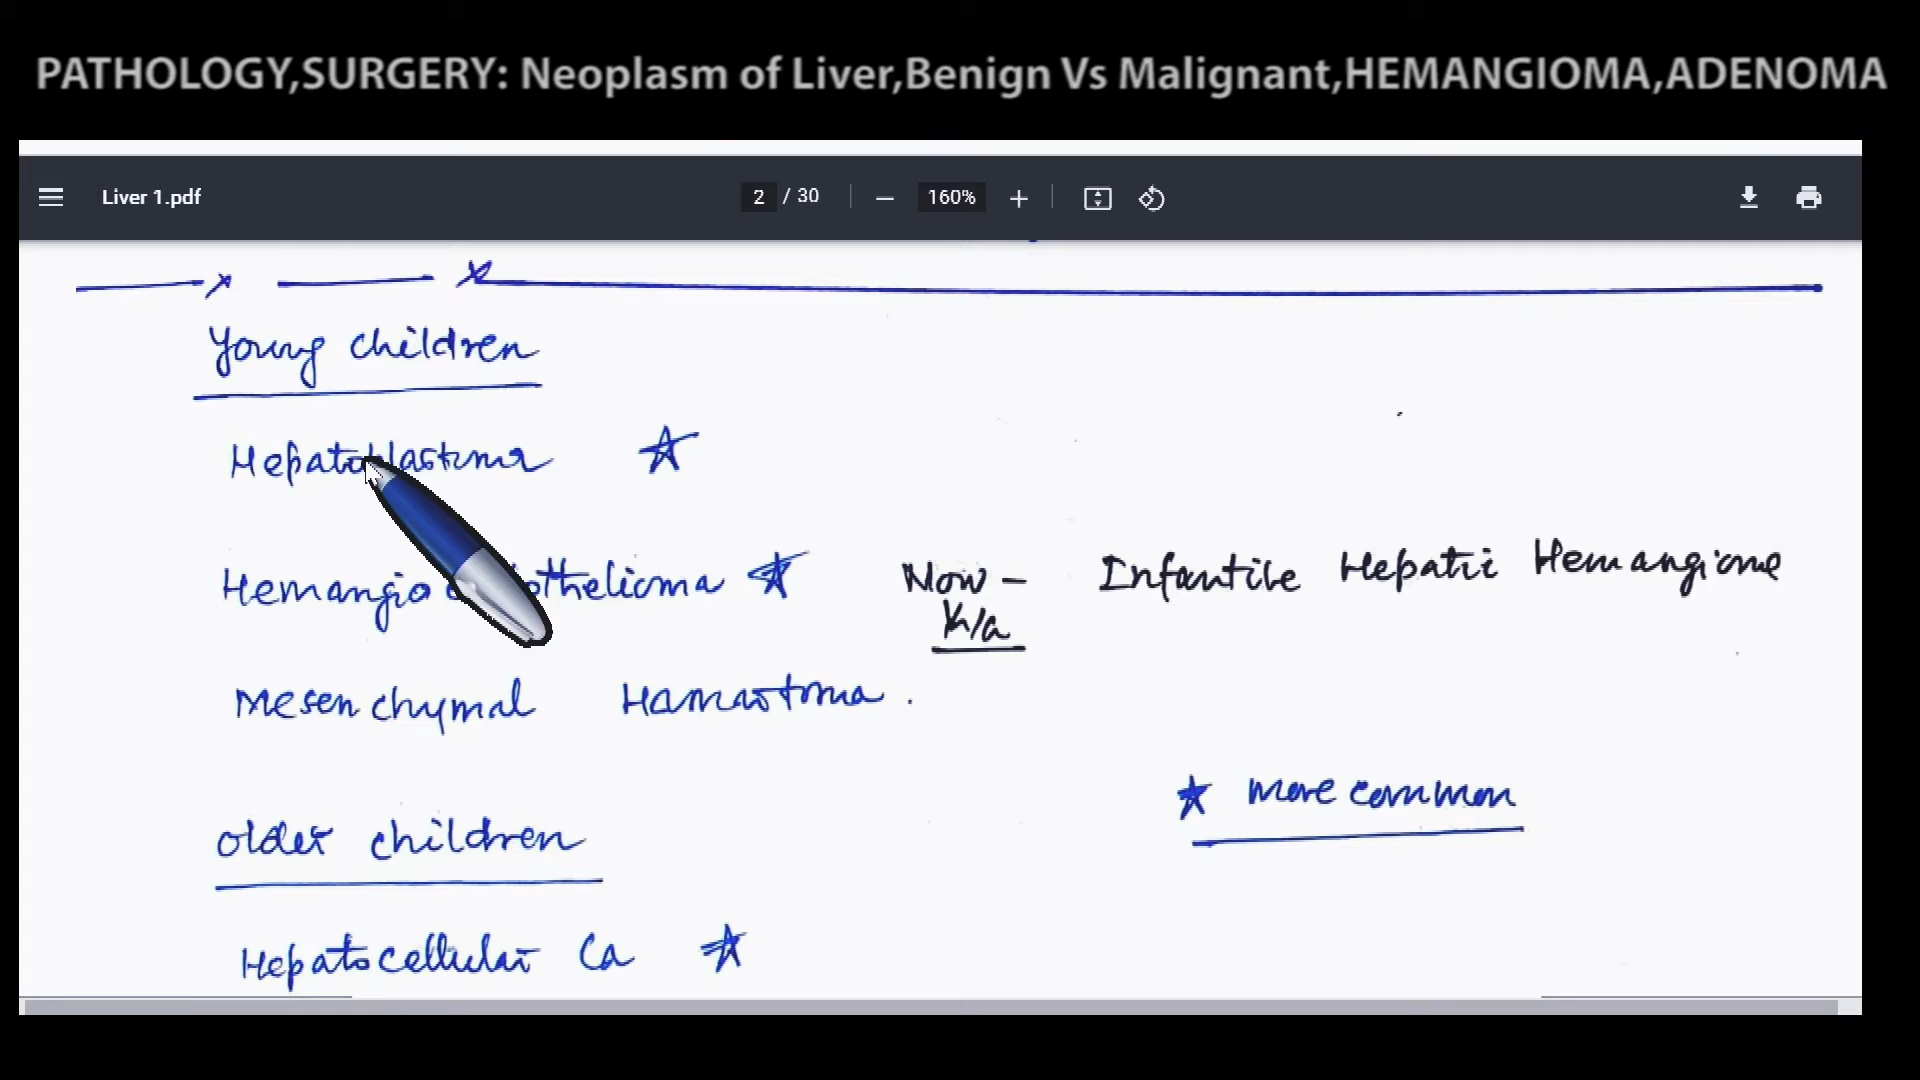 PATHOLOGY,SURGERY: Neoplasm of Liver,Benign Vs Malignant,HEMANGIOMA,ADENOMA
Liver 1.pdf 2 / 30 160%
Young children
Hepatoblastoma
Hemangio othelioma Now - Infantile Hepatic Hemangioma
K/a
Mesenchymal Hamartoma .
more common
older children
Hepatocellular Ca